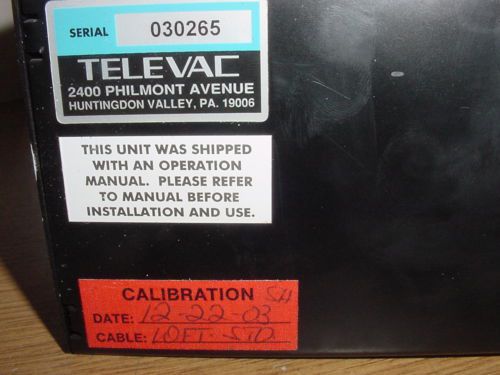 SERIAL 030265
TELEVAC
2400 PHILMONT AVENUE
HUNTINGDON VALLEY, PA. 19006
THIS UNIT WAS SHIPPED
WITH AN OPERATION
MANUAL. PLEASE REFER
TO MANUAL BEFORE
INSTALLATION AND USE.
CALIBRATION SH
DATE: 12-22-03
CABLE: 10FT. STD.